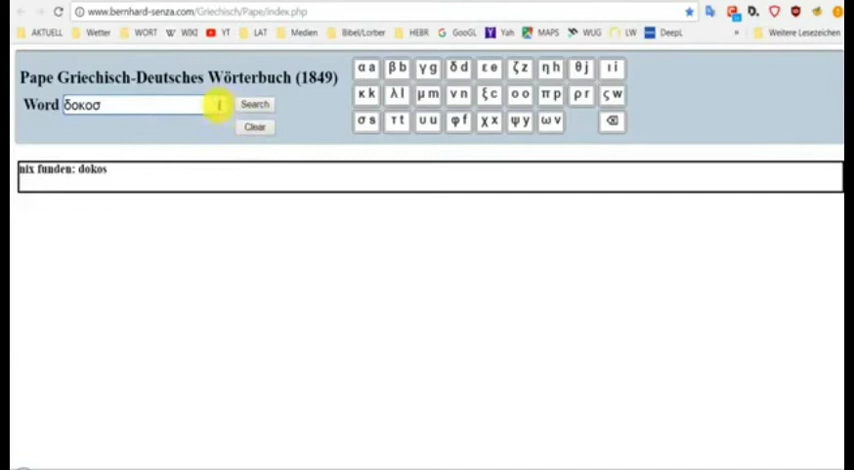 www.bernhard-senza.com/Griechisch/Pape/index.php
AKTUELL Wetter WORT W WIKI YT LAT Medien Bibel/Lorber HEBR GooGL Yah MAPS WUG LW DeepL » Weitere Lesezeichen
Pape Griechisch-Deutsches Wörterbuch (1849)
Word δοκοσ Search
Clear
α a β b γ g δ d ε e ζ z η h θ j ι i
κ k λ l μ m ν n ξ c ο o π p ρ r ς w
σ s τ t υ u φ f χ x ψ y ω v
nix funden: dokos